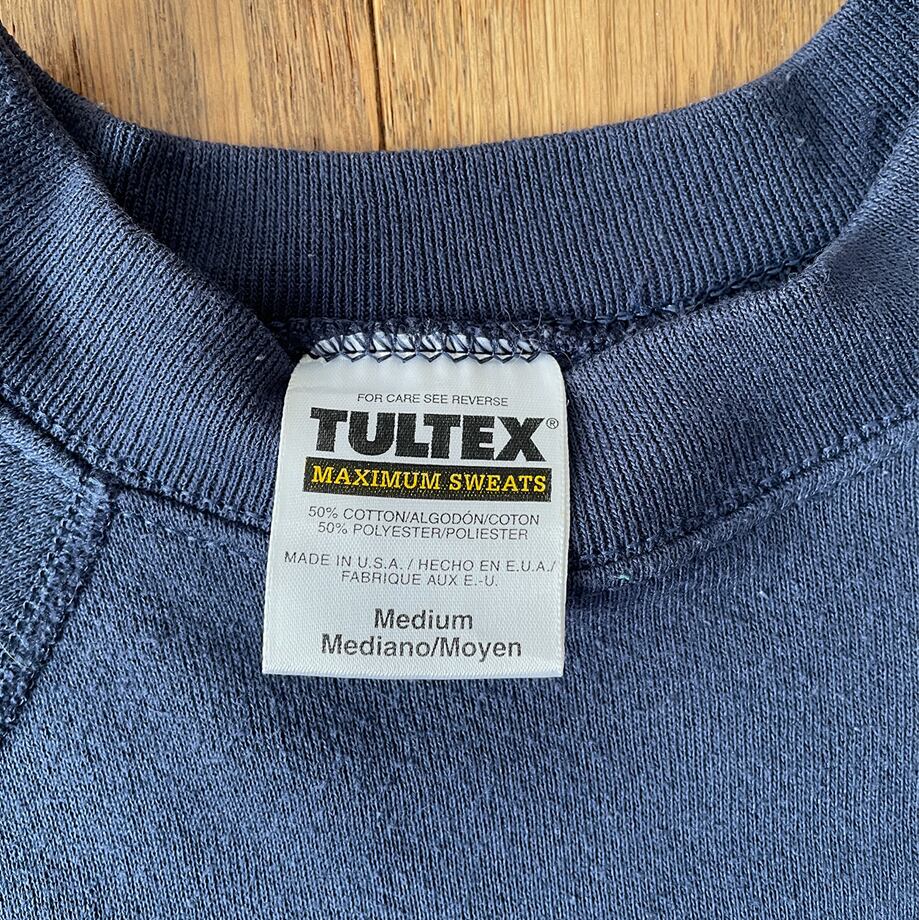 FOR CARE SEE REVERSE
TULTEX®
MAXIMUM SWEATS
50% COTTON/ALGODÓN/COTON
50% POLYESTER/POLIESTER
MADE IN U.S.A. / HECHO EN E.U.A./
FABRIQUE AUX E.-U.
Medium
Mediano/Moyen